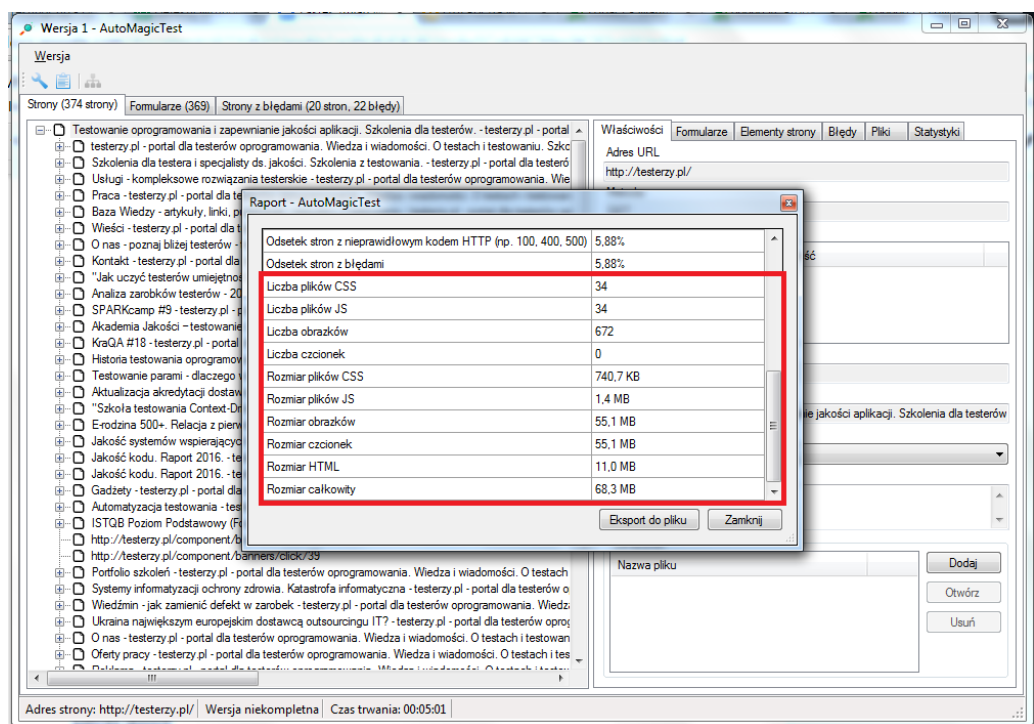 Wersja 1 - AutoMagicTest
Wersja
Strony (374 strony) Formularze (369) Strony z błędami (20 stron, 22 błędy)
Testowanie oprogramowania i zapewnianie jakości aplikacji. Szkolenia dla testerów. - testerzy.pl - portal
testerzy.pl - portal dla testerów oprogramowania. Wiedza i wiadomości. O testach i testowaniu. Szkc
Szkolenia dla testera i specjalisty ds. jakości. Szkolenia z testowania. - testerzy.pl - portal dla testeró
Usługi - kompleksowe rozwiązania testerskie - testerzy.pl - portal dla testerów oprogramowania. Wie
Praca - testerzy.pl - portal dla te
Baza Wiedzy - artykuły, linki, p
Wieści - testerzy.pl - portal dla t
O nas - poznaj bliżej testerów -
Kontakt - testerzy.pl - portal dla
"Jak uczyć testerów umiejętnoś
Analiza zarobków testerów - 20
SPARKcamp #9 - testerzy.pl - p
Akademia Jakości – testowanie
KraQA #18 - testerzy.pl - portal
Historia testowania oprogramow
Testowanie parami - dlaczego w
Aktualizacja akredytacji dostaw
"Szkoła testowania Context-Dr
E-rodzina 500+. Relacja z pierw
Jakość systemów wspierającyc
Jakość kodu. Raport 2016. - te
Jakość kodu. Raport 2016. - te
Gadżety - testerzy.pl - portal dla
Automatyzacja testowania - tes
ISTQB Poziom Podstawowy (Fo
http://testerzy.pl/component/b
http://testerzy.pl/component/banners/click/39
Portfolio szkoleń - testerzy.pl - portal dla testerów oprogramowania. Wiedza i wiadomości. O testach
Systemy informatyzacji ochrony zdrowia. Katastrofa informatyczna - testerzy.pl - portal dla testerów o
Wiedźmin - jak zamienić defekt w zarobek - testerzy.pl - portal dla testerów oprogramowania. Wiedz
Ukraina największym europejskim dostawcą outsourcingu IT? - testerzy.pl - portal dla testerów oprog
O nas - testerzy.pl - portal dla testerów oprogramowania. Wiedza i wiadomości. O testach i testowan
Oferty pracy - testerzy.pl - portal dla testerów oprogramowania. Wiedza i wiadomości. O testach i tes
Właściwości Formularze Elementy strony Błędy Pliki Statystyki
Adres URL
http://testerzy.pl/
ść
ie jakości aplikacji. Szkolenia dla testerów
Nazwa pliku
Dodaj
Otwórz
Usuń
Raport - AutoMagicTest
Odsetek stron z nieprawidłowym kodem HTTP (np. 100, 400, 500) 5,88%
Odsetek stron z błędami 5,88%
Liczba plików CSS 34
Liczba plików JS 34
Liczba obrazków 672
Liczba czcionek 0
Rozmiar plików CSS 740,7 KB
Rozmiar plików JS 1,4 MB
Rozmiar obrazków 55,1 MB
Rozmiar czcionek 55,1 MB
Rozmiar HTML 11,0 MB
Rozmiar całkowity 68,3 MB
Eksport do pliku Zamknij
Adres strony: http://testerzy.pl/ Wersja niekompletna Czas trwania: 00:05:01